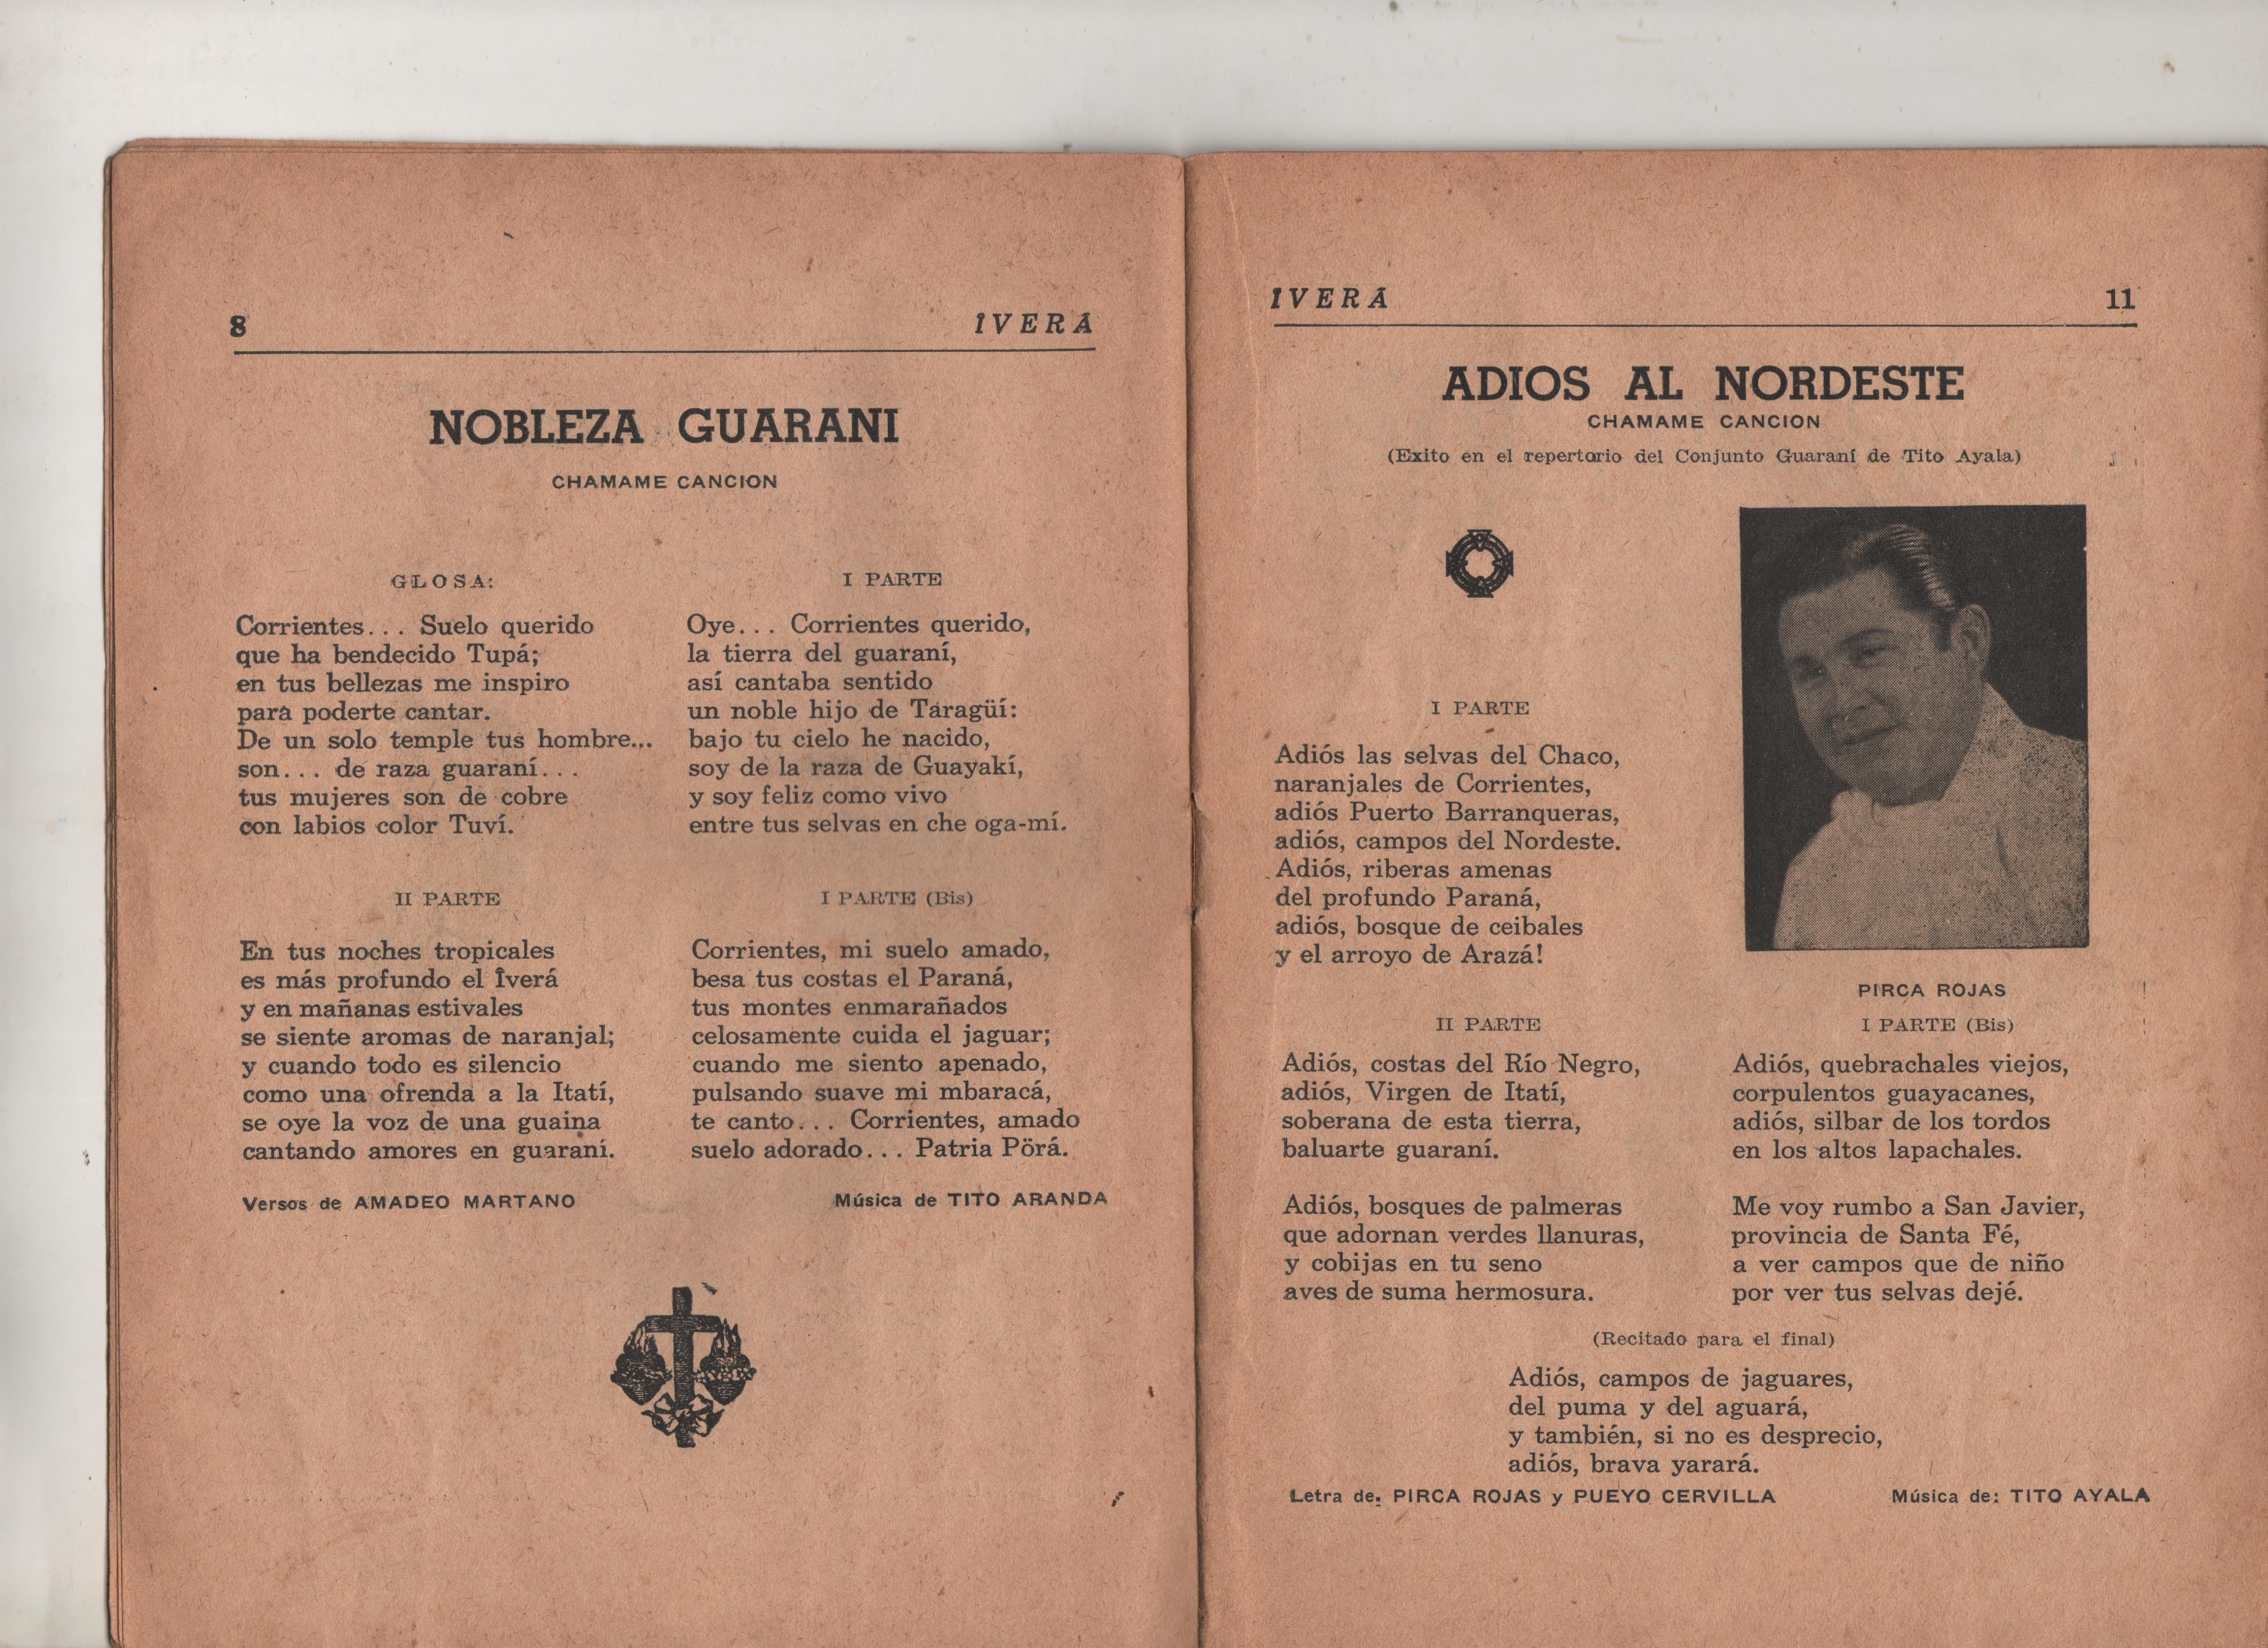 8
ÎVERÁ
NOBLEZA GUARANI
CHAMAME CANCION
GLOSA:
Corrientes... Suelo querido
que ha bendecido Tupá;
en tus bellezas me inspiro
para poderte cantar.
De un solo temple tus hombre...
son... de raza guaraní...
tus mujeres son de cobre
con labios color Tuví.
I PARTE
Oye... Corrientes querido,
la tierra del guaraní,
así cantaba sentido
un noble hijo de Taragüí:
bajo tu cielo he nacido,
soy de la raza de Guayakí,
y soy feliz como vivo
entre tus selvas en che oga-mí.
II PARTE
En tus noches tropicales
es más profundo el Îverá
y en mañanas estivales
se siente aromas de naranjal;
y cuando todo es silencio
como una ofrenda a la Itatí,
se oye la voz de una guaina
cantando amores en guaraní.
I PARTE (Bis)
Corrientes, mi suelo amado,
besa tus costas el Paraná,
tus montes enmarañados
celosamente cuida el jaguar;
cuando me siento apenado,
pulsando suave mi mbaracá,
te canto... Corrientes, amado
suelo adorado... Patria Pörá.
Versos de AMADEO MARTANO
Música de TITO ARANDA
ÎVERÁ
11
ADIOS AL NORDESTE
CHAMAME CANCION
(Exito en el repertorio del Conjunto Guaraní de Tito Ayala)
I PARTE
Adiós las selvas del Chaco,
naranjales de Corrientes,
adiós Puerto Barranqueras,
adiós, campos del Nordeste.
Adiós, riberas amenas
del profundo Paraná,
adiós, bosque de ceibales
y el arroyo de Arazá!
PIRCA ROJAS
II PARTE
Adiós, costas del Río Negro,
adiós, Virgen de Itatí,
soberana de esta tierra,
baluarte guaraní.
Adiós, bosques de palmeras
que adornan verdes llanuras,
y cobijas en tu seno
aves de suma hermosura.
I PARTE (Bis)
Adiós, quebrachales viejos,
corpulentos guayacanes,
adiós, silbar de los tordos
en los altos lapachales.
Me voy rumbo a San Javier,
provincia de Santa Fé,
a ver campos que de niño
por ver tus selvas dejé.
(Recitado para el final)
Adiós, campos de jaguares,
del puma y del aguará,
y también, si no es desprecio,
adiós, brava yarará.
Letra de: PIRCA ROJAS y PUEYO CERVILLA
Música de: TITO AYALA